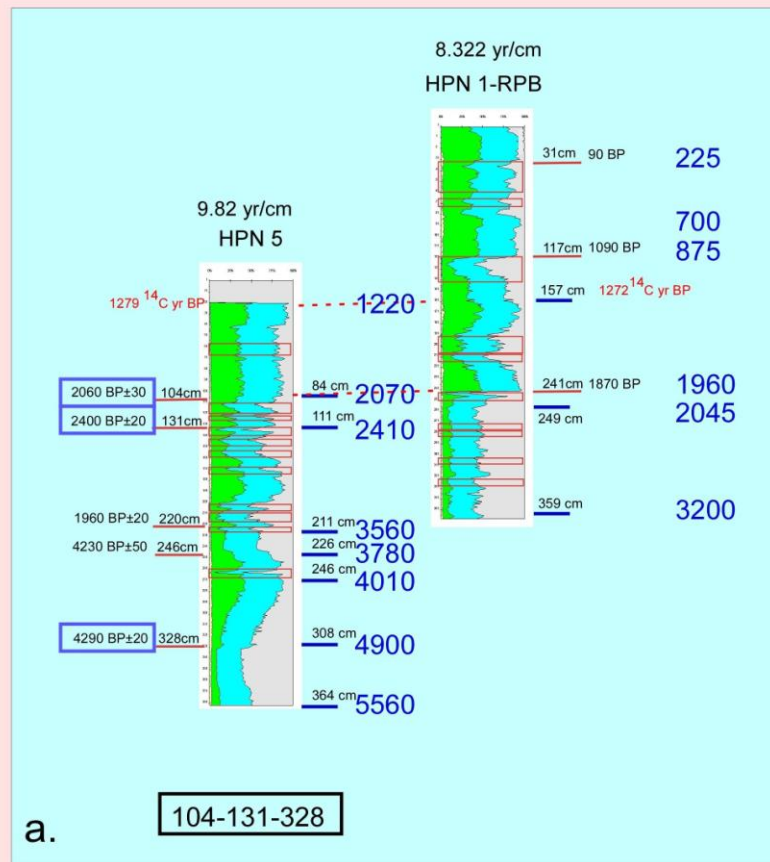 8.322 yr/cm
HPN 1-RPB
31cm 90 BP 225
9.82 yr/cm
HPN 5
700
117cm 1090 BP 875
1279 14C yr BP 1220 157 cm 1272 14C yr BP
2060 BP±30 104cm 84 cm 2070 241cm 1870 BP 1960
2400 BP±20 131cm 111 cm 2410 249 cm 2045
1960 BP±20 220cm 211 cm 3560 359 cm 3200
4230 BP±50 246cm 226 cm 3780
246 cm 4010
4290 BP±20 328cm 308 cm 4900
364 cm 5560
104-131-328
a.